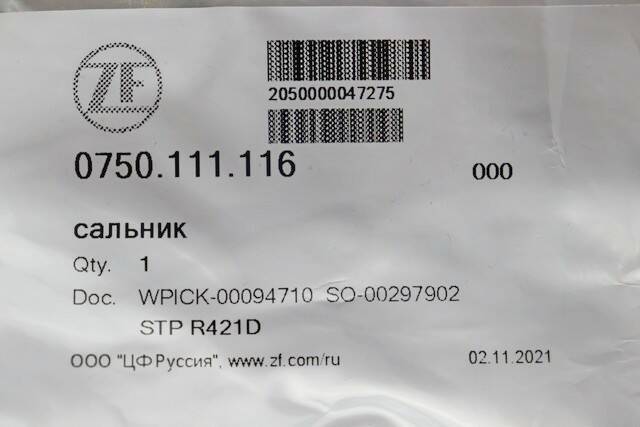 ZF
2050000047275
0750.111.116 000
сальник
Qty. 1
Doc. WPICK-00094710 SO-00297902
STP R421D
ООО "ЦФ Руссия", www.zf.com/ru 02.11.2021